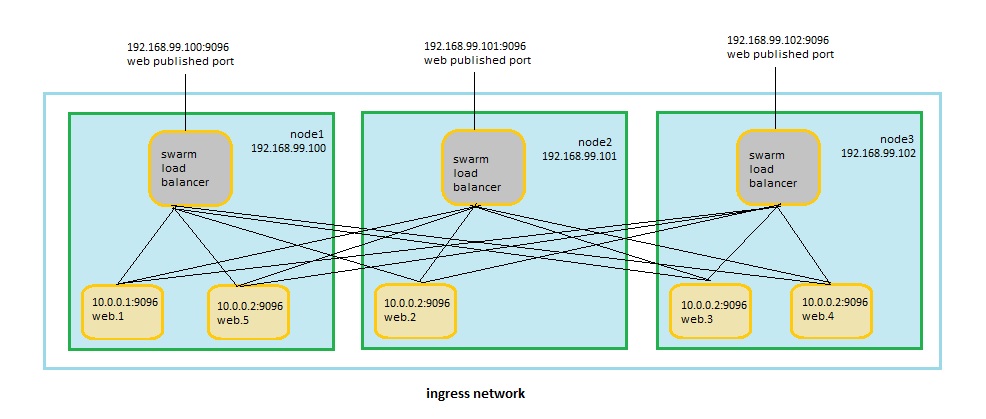 192.168.99.100:9096
web published port
192.168.99.101:9096
web published port
192.168.99.102:9096
web published port
node1
192.168.99.100
swarm
load
balancer
node2
192.168.99.101
swarm
load
balancer
node3
192.168.99.102
swarm
load
balancer
10.0.0.1:9096
web.1
10.0.0.2:9096
web.5
10.0.0.2:9096
web.2
10.0.0.2:9096
web.3
10.0.0.2:9096
web.4
ingress network